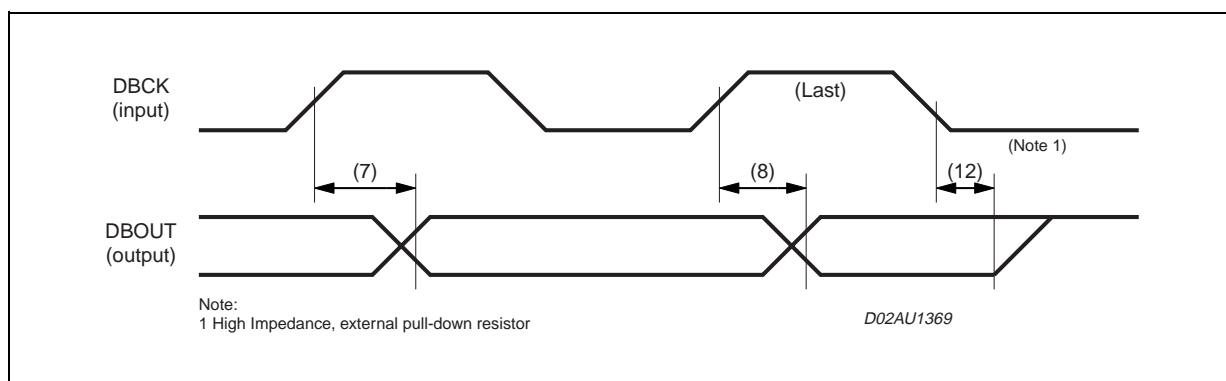 DBCK
(input)
(Last)
(Note 1)
(7)
(8)
(12)
DBOUT
(output)
Note:
1 High Impedance, external pull-down resistor
D02AU1369